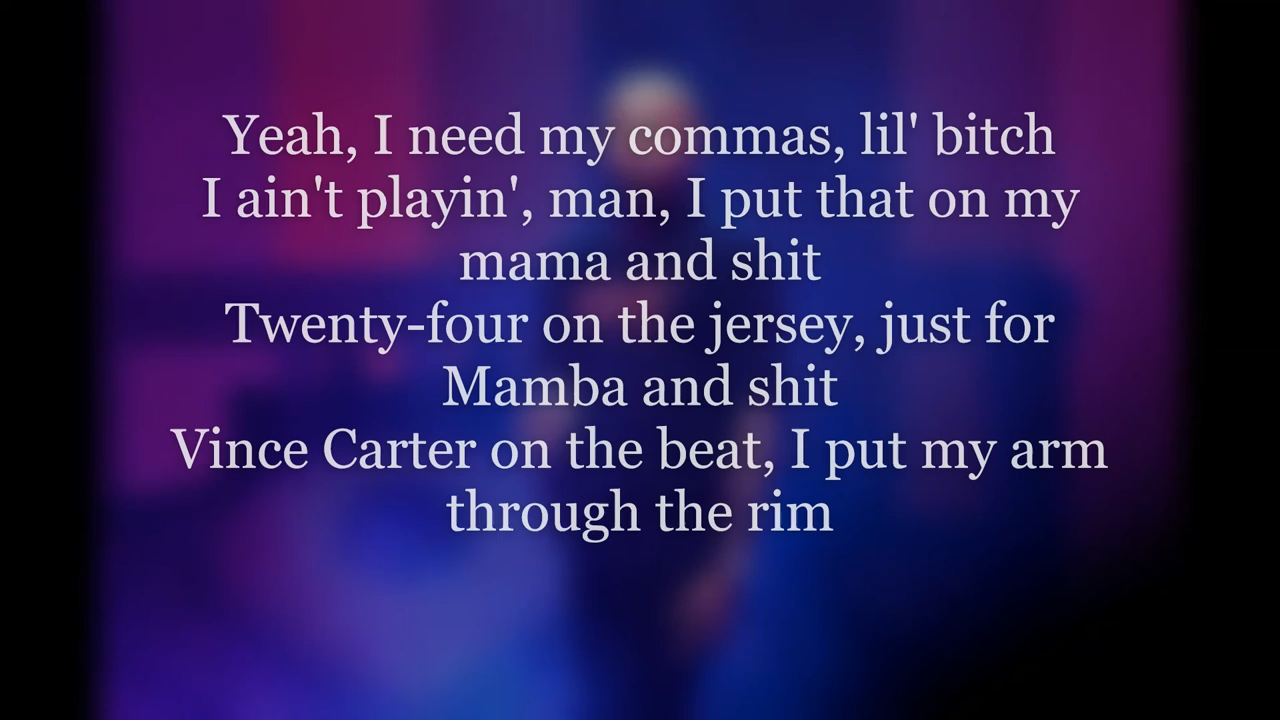 Yeah, I need my commas, lil' bitch
I ain't playin', man, I put that on my
mama and shit
Twenty-four on the jersey, just for
Mamba and shit
Vince Carter on the beat, I put my arm
through the rim